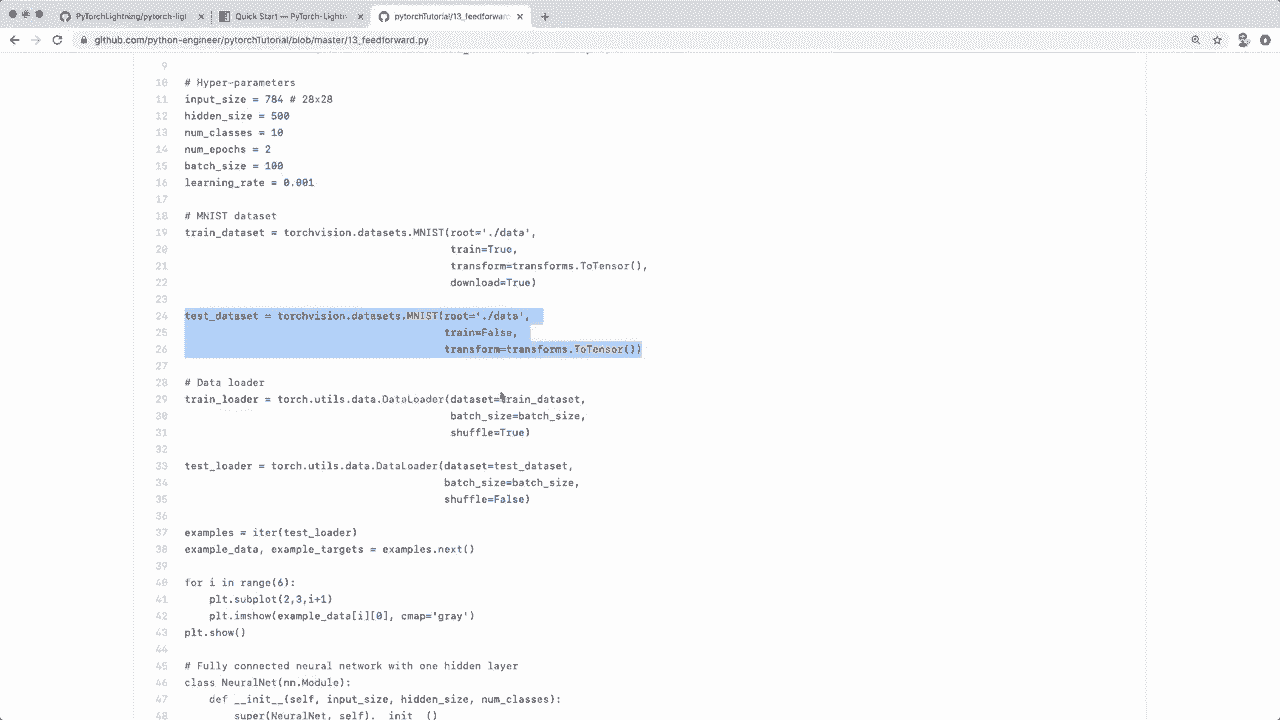 PyTorchLightning/pytorch-ligl
Quick Start — PyTorch-Lightn
pytorchTutorial/13_feedforward
github.com/python-engineer/pytorchTutorial/blob/master/13_feedforward.py
9
10 # Hyper-parameters
11 input_size = 784 # 28x28
12 hidden_size = 500
13 num_classes = 10
14 num_epochs = 2
15 batch_size = 100
16 learning_rate = 0.001
17
18 # MNIST dataset
19 train_dataset = torchvision.datasets.MNIST(root='./data',
20 train=True,
21 transform=transforms.ToTensor(),
22 download=True)
23
24 test_dataset = torchvision.datasets.MNIST(root='./data',
25 train=False,
26 transform=transforms.ToTensor())
27
28 # Data loader
29 train_loader = torch.utils.data.DataLoader(dataset=train_dataset,
30 batch_size=batch_size,
31 shuffle=True)
32
33 test_loader = torch.utils.data.DataLoader(dataset=test_dataset,
34 batch_size=batch_size,
35 shuffle=False)
36
37 examples = iter(test_loader)
38 example_data, example_targets = examples.next()
39
40 for i in range(6):
41 plt.subplot(2,3,i+1)
42 plt.imshow(example_data[i][0], cmap='gray')
43 plt.show()
44
45 # Fully connected neural network with one hidden layer
46 class NeuralNet(nn.Module):
47 def __init__(self, input_size, hidden_size, num_classes):
48 super(NeuralNet, self).__init__()